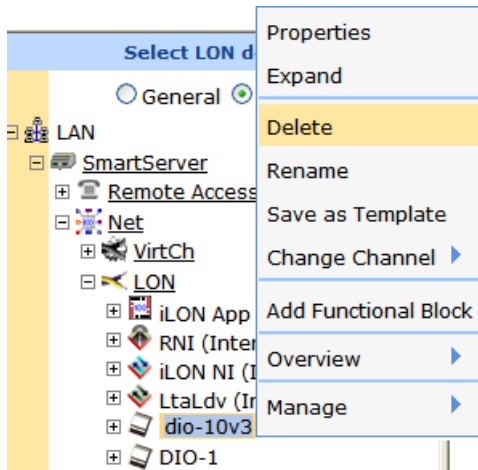 Select LON d
General
LAN
SmartServer
Remote Access
Net
VirtCh
LON
iLON App
RNI (Inter
iLON NI (I
LtaLdv (Ir
dio-10v3
DIO-1
Properties
Expand
Delete
Rename
Save as Template
Change Channel
Add Functional Block
Overview
Manage